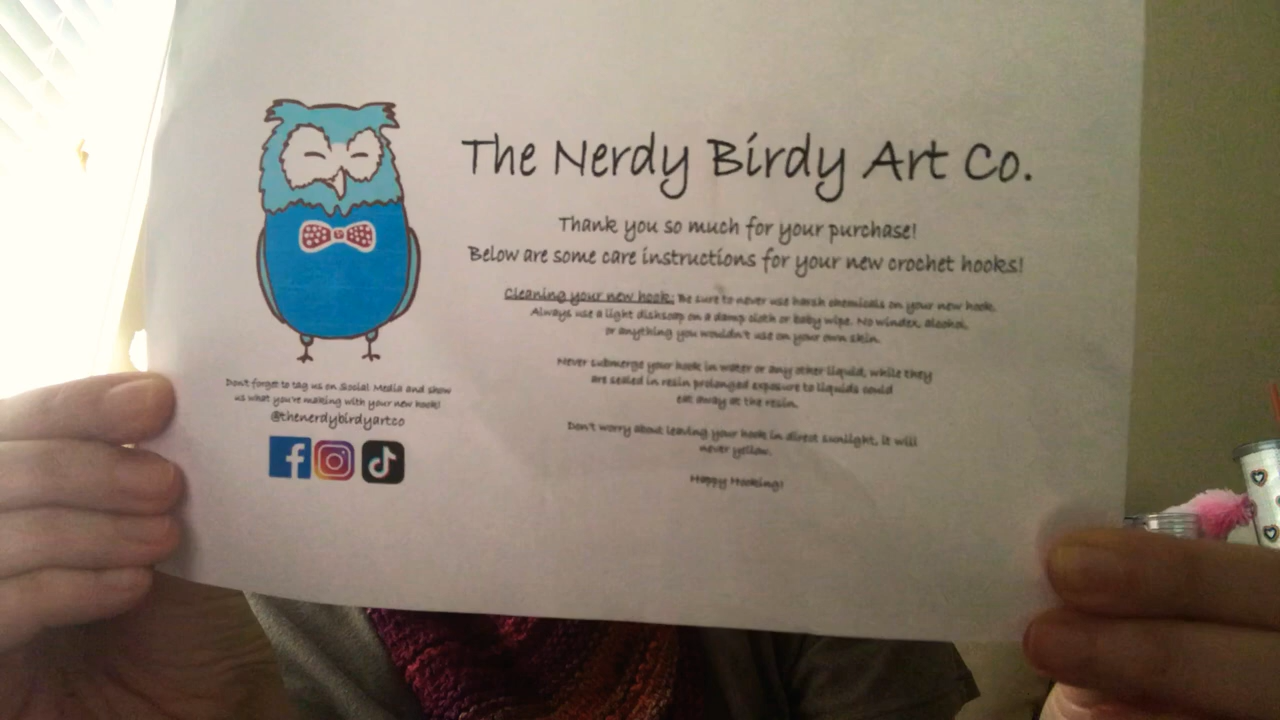 The Nerdy Birdy Art Co.
Thank you so much for your purchase!
Below are some care instructions for your new crochet hooks!
Cleaning your new hook: Be sure to never use harsh chemicals on your new hook.
Always use a light dishsoap on a damp cloth or baby wipe. No windex, alcohol,
or anything you wouldn't use on your own skin.
Never submerge your hook in water or any other liquid, while they
are sealed in resin prolonged exposure to liquids could
eat away at the resin.
Don't worry about leaving your hook in direct sunlight, it will
never yellow.
Happy Hooking!
Don't forget to tag us on Social Media and show
us what you're making with your new hook!
@thenerdybirdyartco